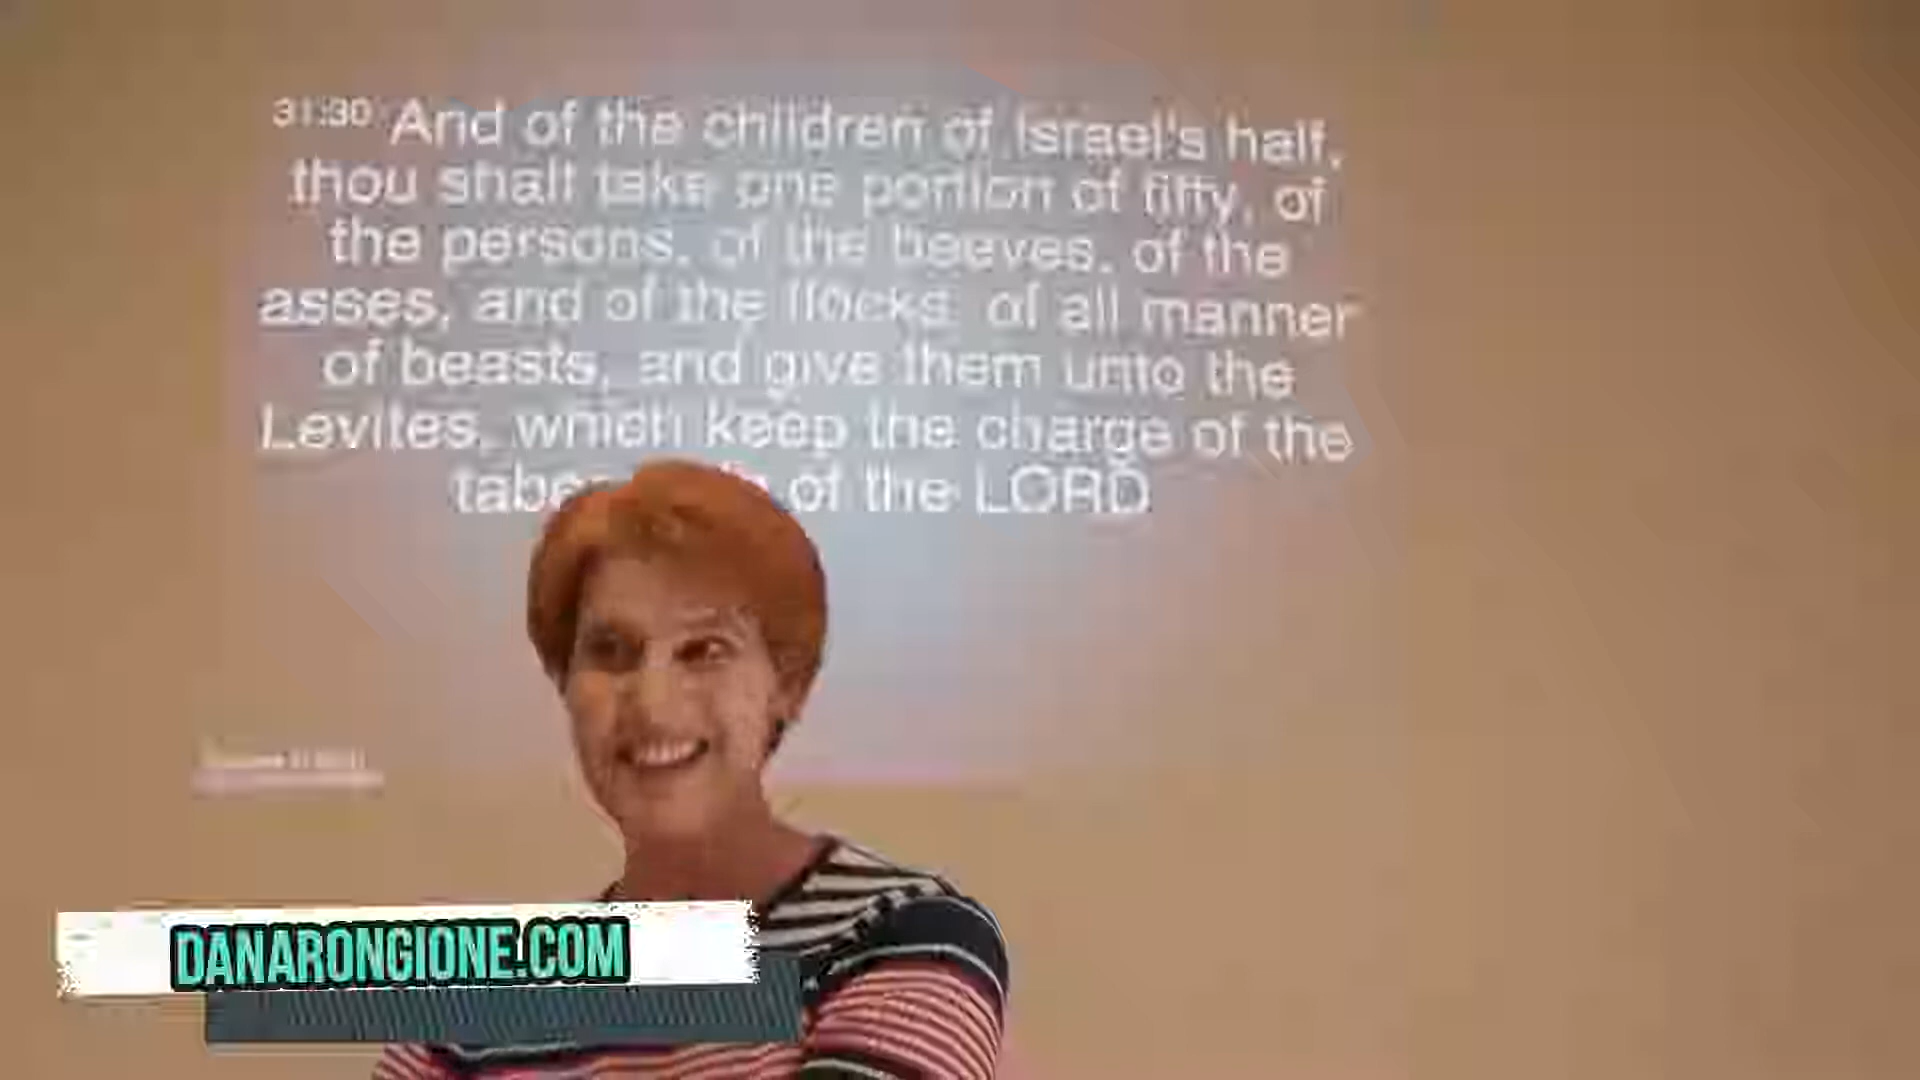 31:30 And of the children of Israel's half,
thou shalt take one portion of fifty, of
the persons, of the beeves, of the
asses, and of the flocks, of all manner
of beasts, and give them unto the
Levites, which keep the charge of the
of the LORD
DANARONGIONE.COM